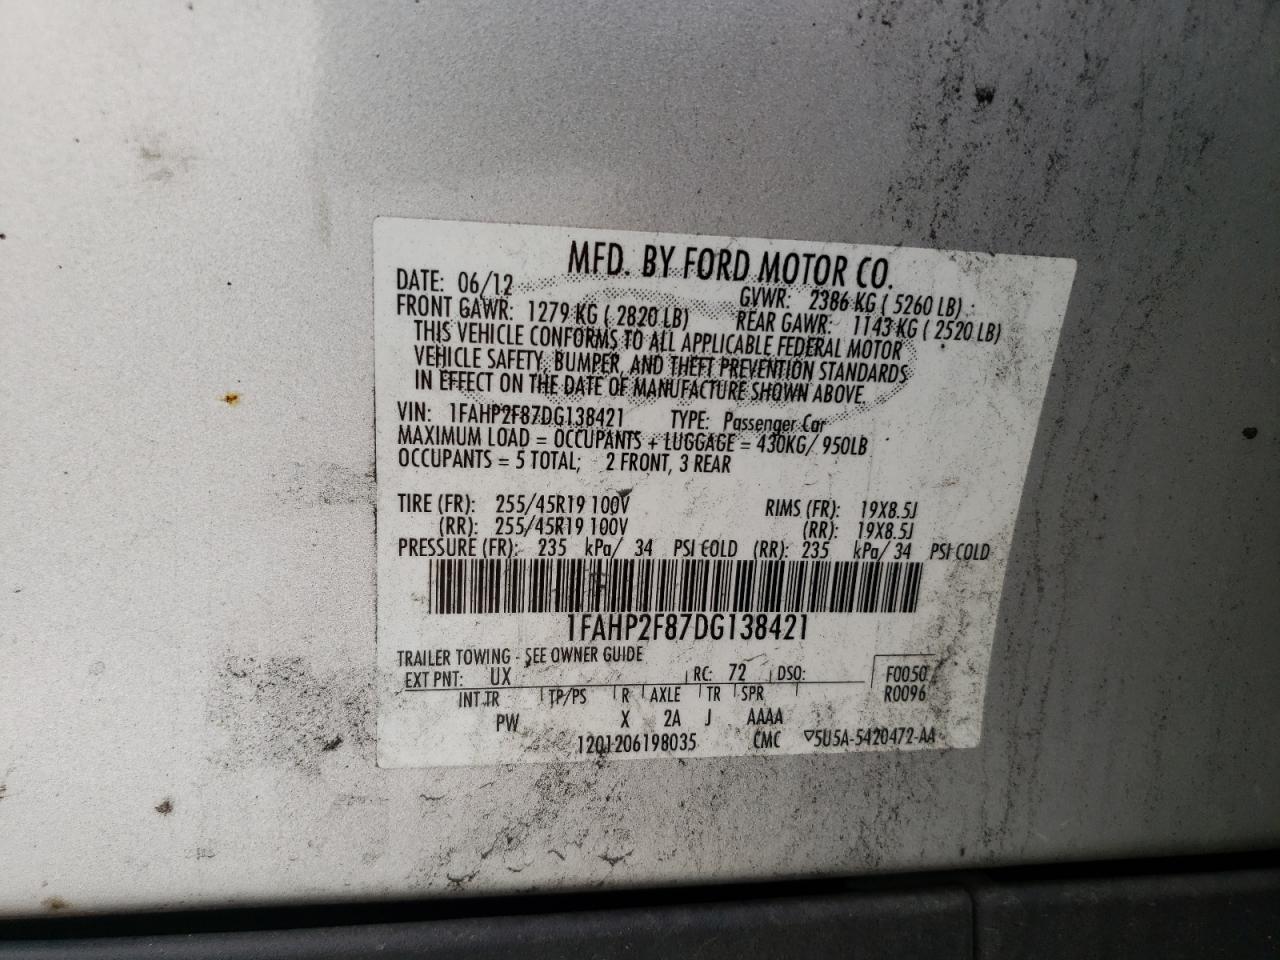 MFD. BY FORD MOTOR CO.
DATE: 06/12 GVWR: 2386 KG ( 5260 LB)
FRONT GAWR: 1279 KG ( 2820 LB) REAR GAWR: 1143 KG ( 2520 LB)
THIS VEHICLE CONFORMS TO ALL APPLICABLE FEDERAL MOTOR
VEHICLE SAFETY, BUMPER, AND THEFT PREVENTION STANDARDS
IN EFFECT ON THE DATE OF MANUFACTURE SHOWN ABOVE.
VIN: 1FAHP2F87DG138421 TYPE: Passenger Car
MAXIMUM LOAD = OCCUPANTS + LUGGAGE = 430KG/ 950LB
OCCUPANTS = 5 TOTAL; 2 FRONT, 3 REAR
TIRE (FR): 255/45R19 100V RIMS (FR): 19X8.5J
(RR): 255/45R19 100V (RR): 19X8.5J
PRESSURE (FR): 235 kPa/ 34 PSI COLD (RR): 235 kPa/ 34 PSI COLD
1FAHP2F87DG138421
TRAILER TOWING - SEE OWNER GUIDE
EXT PNT: UX RC: 72 DSO: F0050
INT TR TP/PS R AXLE TR SPR R0096
PW X 2A J AAAA
1201206198035 CMC ▽5U5A-5420472-AA